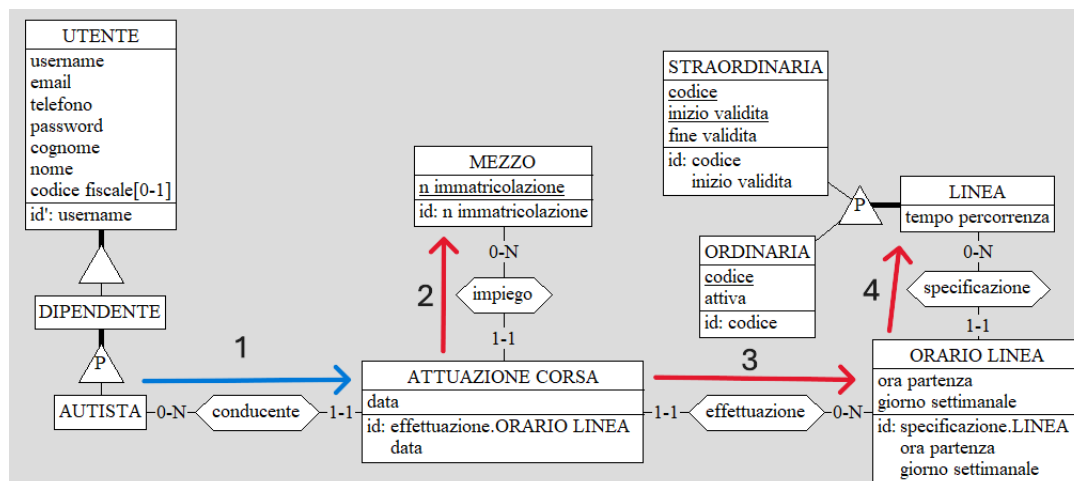 UTENTE
username
email
telefono
password
cognome
nome
codice fiscale[0-1]
id': username
DIPENDENTE
P
AUTISTA
0-N
conducente
1-1
1
MEZZO
n immatricolazione
id: n immatricolazione
0-N
impiego
1-1
2
ATTUAZIONE CORSA
data
id: effettuazione.ORARIO LINEA
data
3
1-1
effettuazione
0-N
STRAORDINARIA
codice
inizio validita
fine validita
id: codice
inizio validita
P
ORDINARIA
codice
attiva
id: codice
LINEA
tempo percorrenza
0-N
specificazione
1-1
4
ORARIO LINEA
ora partenza
giorno settimanale
id: specificazione.LINEA
ora partenza
giorno settimanale